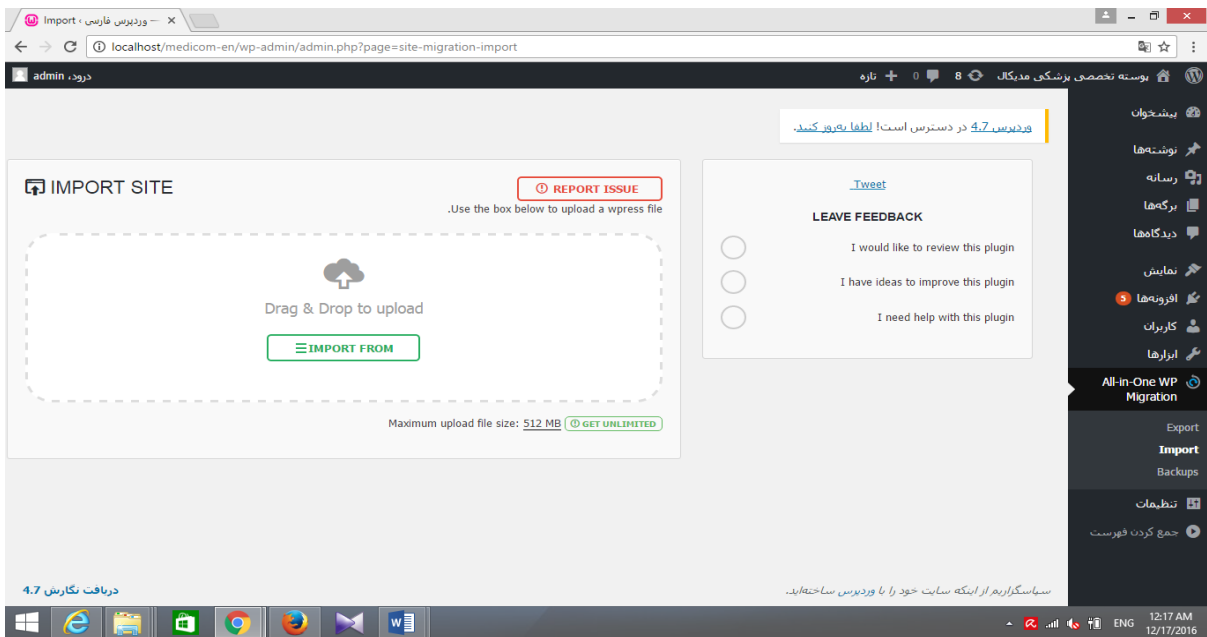 Import ‹ وردپرس فارسی —
localhost/medicom-en/wp-admin/admin.php?page=site-migration-import
پوسته تخصصی پزشکی مدیکال 8 0 تازه
درود، admin
پیشخوان
نوشته‌ها
رسانه
برگه‌ها
دیدگاه‌ها
نمایش
افزونه‌ها 5
کاربران
ابزارها
All-in-One WP
Migration
Export
Import
Backups
تنظیمات
جمع کردن فهرست
وردپرس 4.7 در دسترس است! لطفا به‌روز کنید.
IMPORT SITE
REPORT ISSUE
.Use the box below to upload a wpress file
Drag & Drop to upload
IMPORT FROM
Maximum upload file size: 512 MB GET UNLIMITED
Tweet
LEAVE FEEDBACK
I would like to review this plugin
I have ideas to improve this plugin
I need help with this plugin
سپاسگزاریم از اینکه سایت خود را با وردپرس ساخته‌اید.
دریافت نگارش 4.7
ENG
12:17 AM
12/17/2016